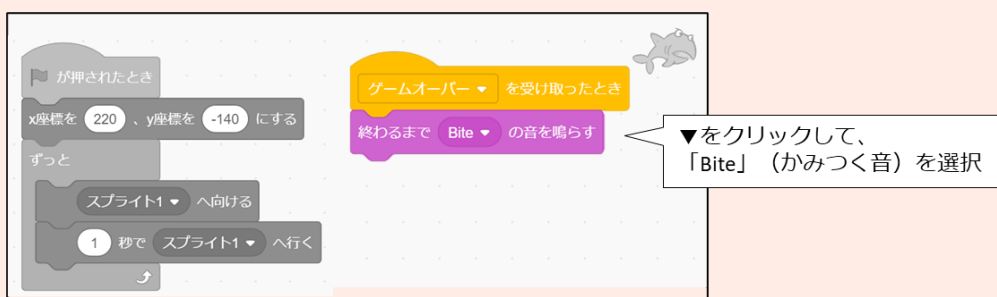 が押されたとき
x座標を 220 、y座標を -140 にする
ずっと
スプライト1 ▼ へ向ける
1 秒で スプライト1 ▼ へ行く
ゲームオーバー ▼ を受け取ったとき
終わるまで Bite ▼ の音を鳴らす
▼をクリックして、
「Bite」（かみつく音）を選択